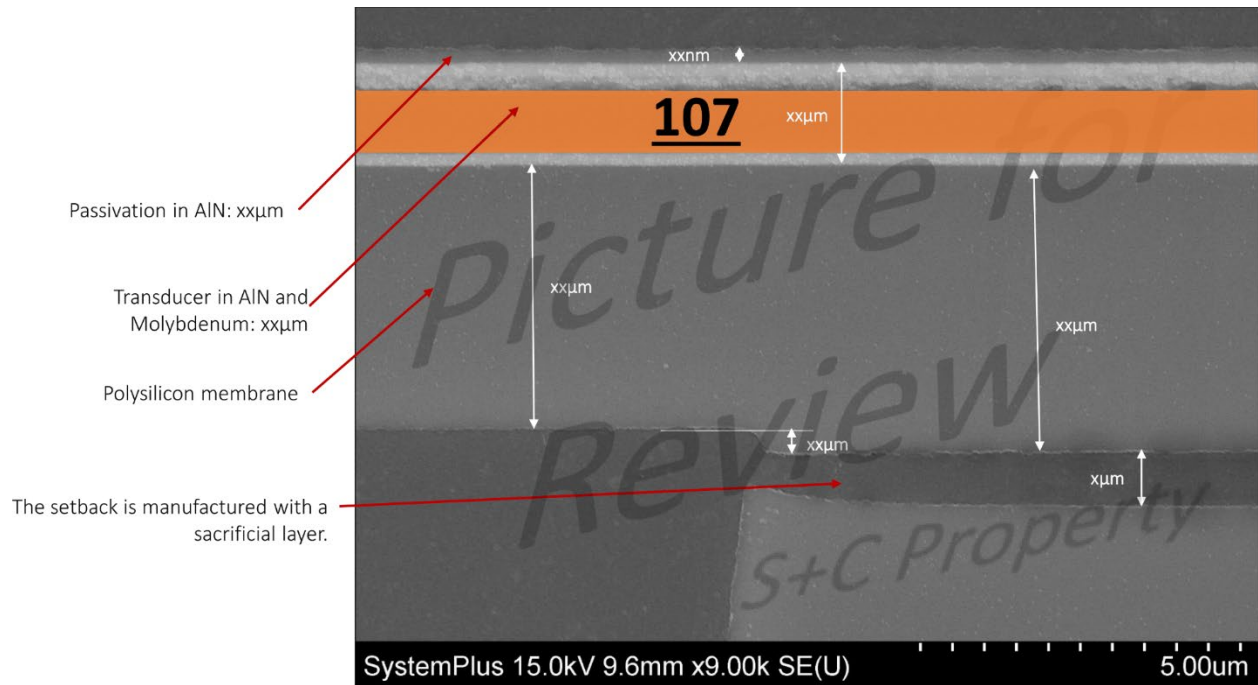 xxnm
107
xxµm
Passivation in AlN: xxµm
Transducer in AlN and
Molybdenum: xxµm
xxµm
xxµm
Polysilicon membrane
xxµm
xµm
The setback is manufactured with a
sacrificial layer.
Picture for
Review
S+C Property
SystemPlus 15.0kV 9.6mm x9.00k SE(U)
5.00um